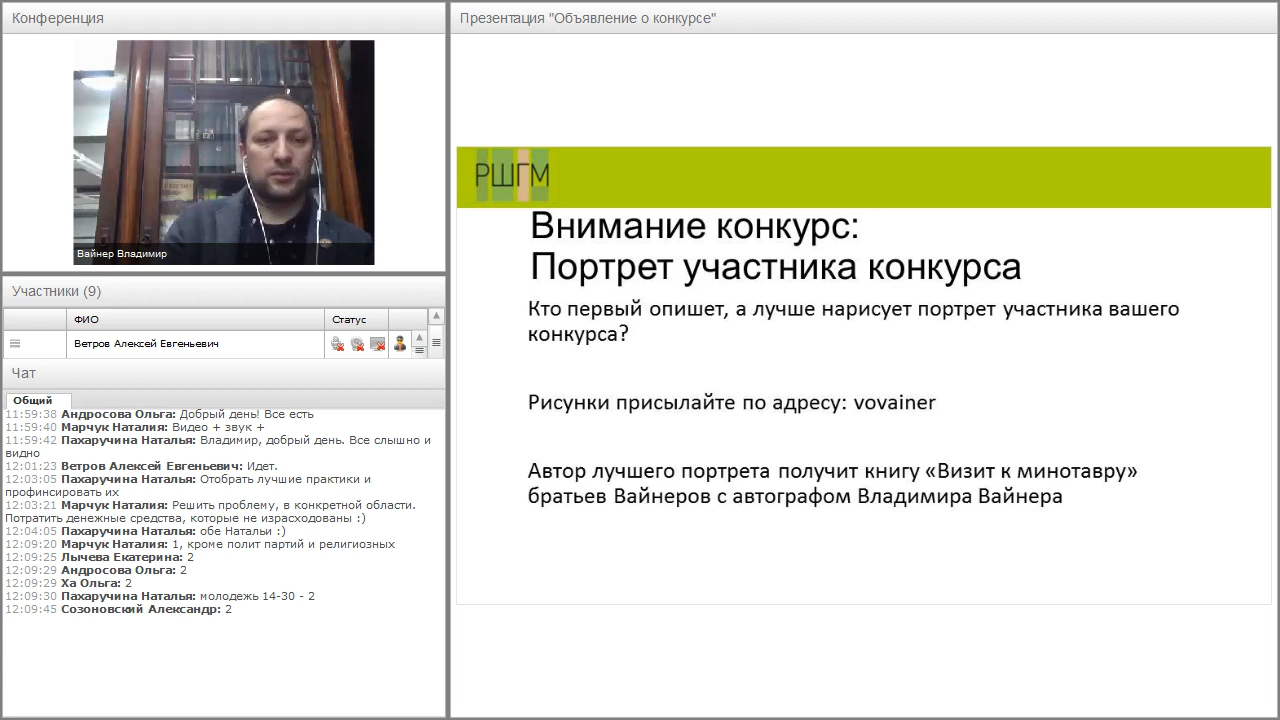 Конференция
Вайнер Владимир
Участники (9)
ФИО
Статус
Ветров Алексей Евгеньевич
Чат
Общий
11:59:38 Андросова Ольга: Добрый день! Все есть
11:59:40 Марчук Наталия: Видео + звук +
11:59:42 Пахаручина Наталья: Владимир, добрый день. Все слышно и
видно
12:01:23 Ветров Алексей Евгеньевич: Идет.
12:03:05 Пахаручина Наталья: Отобрать лучшие практики и
профинсировать их
12:03:21 Марчук Наталия: Решить проблему, в конкретной области.
Потратить денежные средства, которые не израсходованы :)
12:04:05 Пахаручина Наталья: обе Натальи :)
12:09:20 Марчук Наталия: 1, кроме полит партий и религиозных
12:09:25 Лычева Екатерина: 2
12:09:29 Андросова Ольга: 2
12:09:29 Ха Ольга: 2
12:09:30 Пахаручина Наталья: молодежь 14-30 - 2
12:09:45 Созоновский Александр: 2
Презентация "Объявление о конкурсе"
РШГМ
Внимание конкурс:
Портрет участника конкурса
Кто первый опишет, а лучше нарисует портрет участника вашего
конкурса?
Рисунки присылайте по адресу: vovainer
Автор лучшего портрета получит книгу «Визит к минотавру»
братьев Вайнеров с автографом Владимира Вайнера